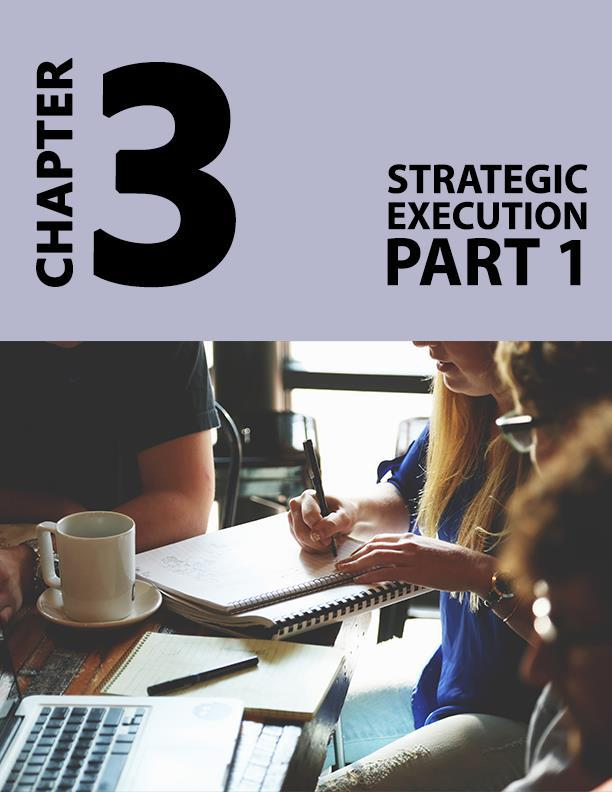 CHAPTER
3
STRATEGIC
EXECUTION
PART 1